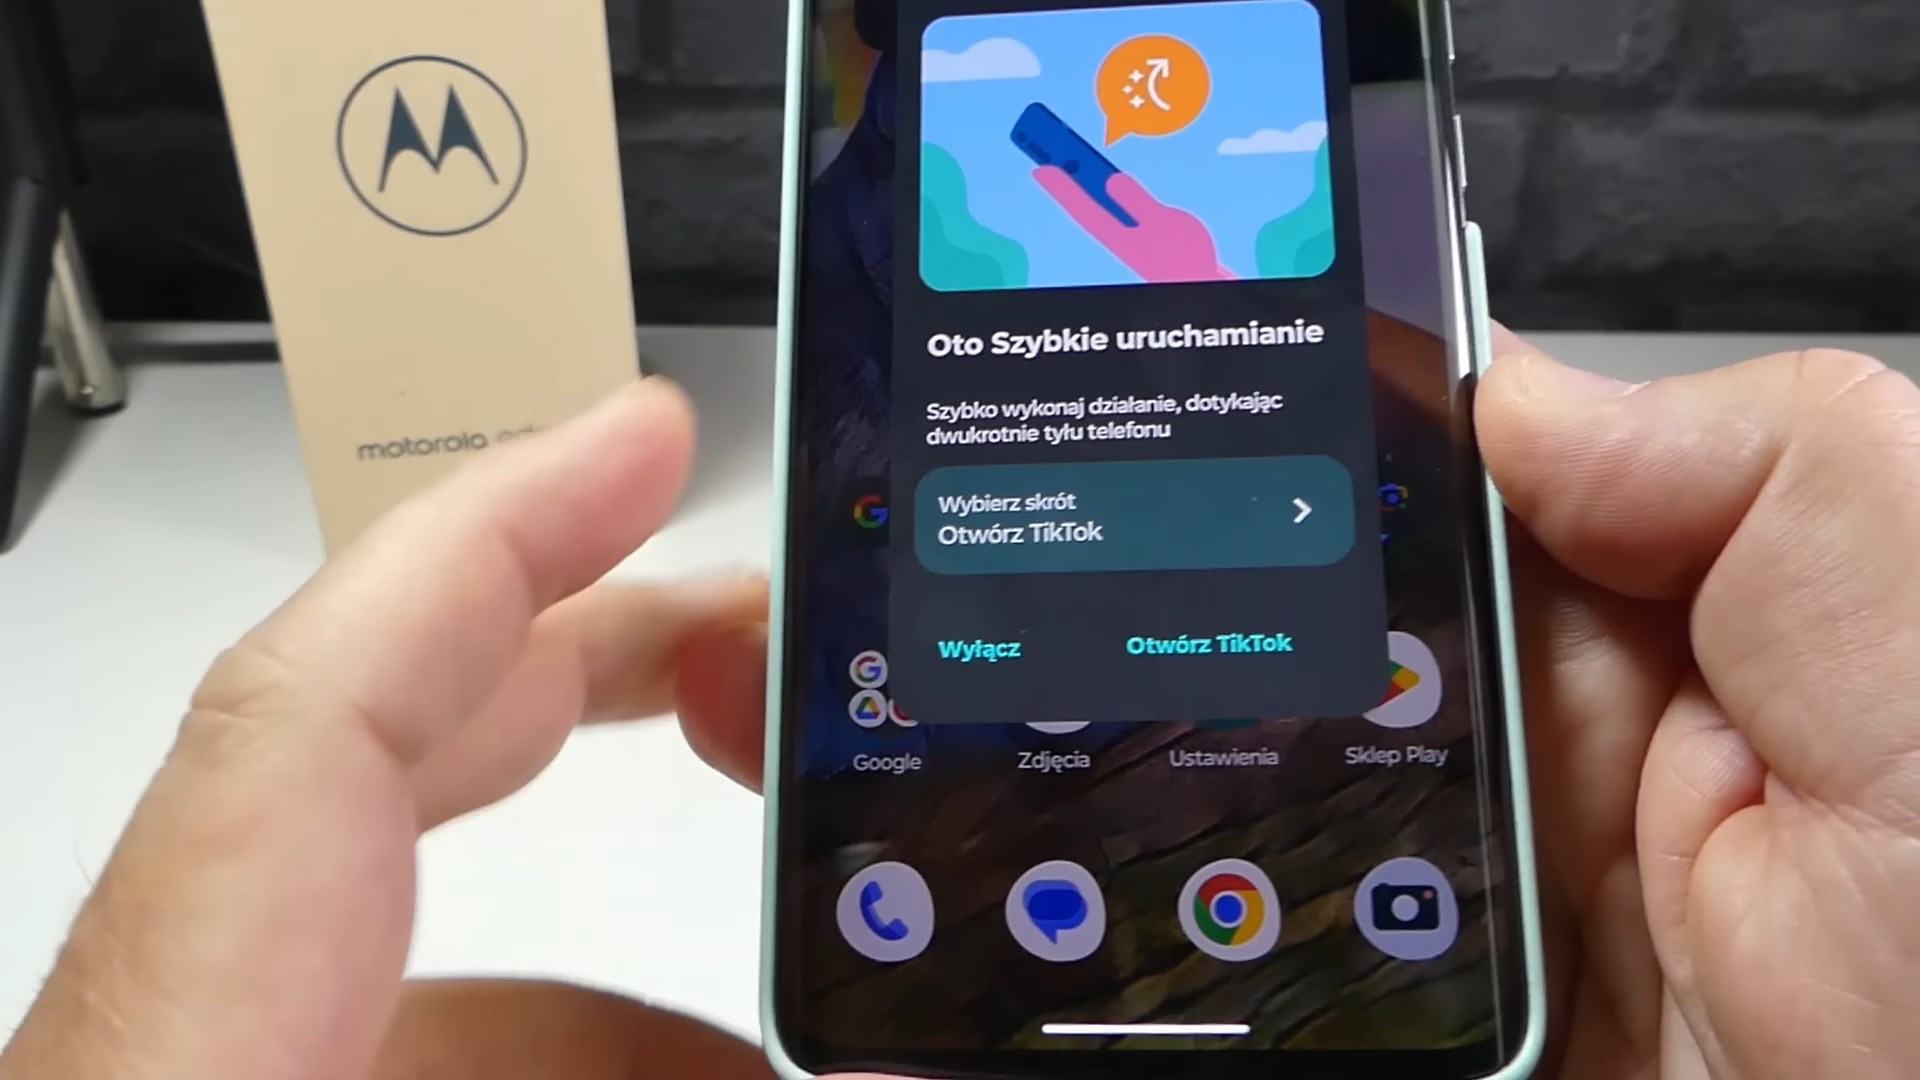 motorola
Oto Szybkie uruchamianie
Szybko wykonaj działanie, dotykając
dwukrotnie tyłu telefonu
Wybierz skrót
Otwórz TikTok
Wyłącz
Otwórz TikTok
Google
Zdjęcia
Ustawienia
Sklep Play